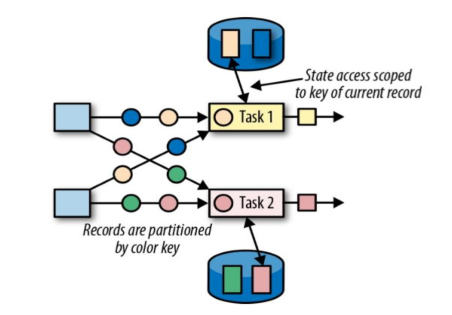 State access scoped
to key of current record
Task 1
Task 2
Records are partitioned
by color key